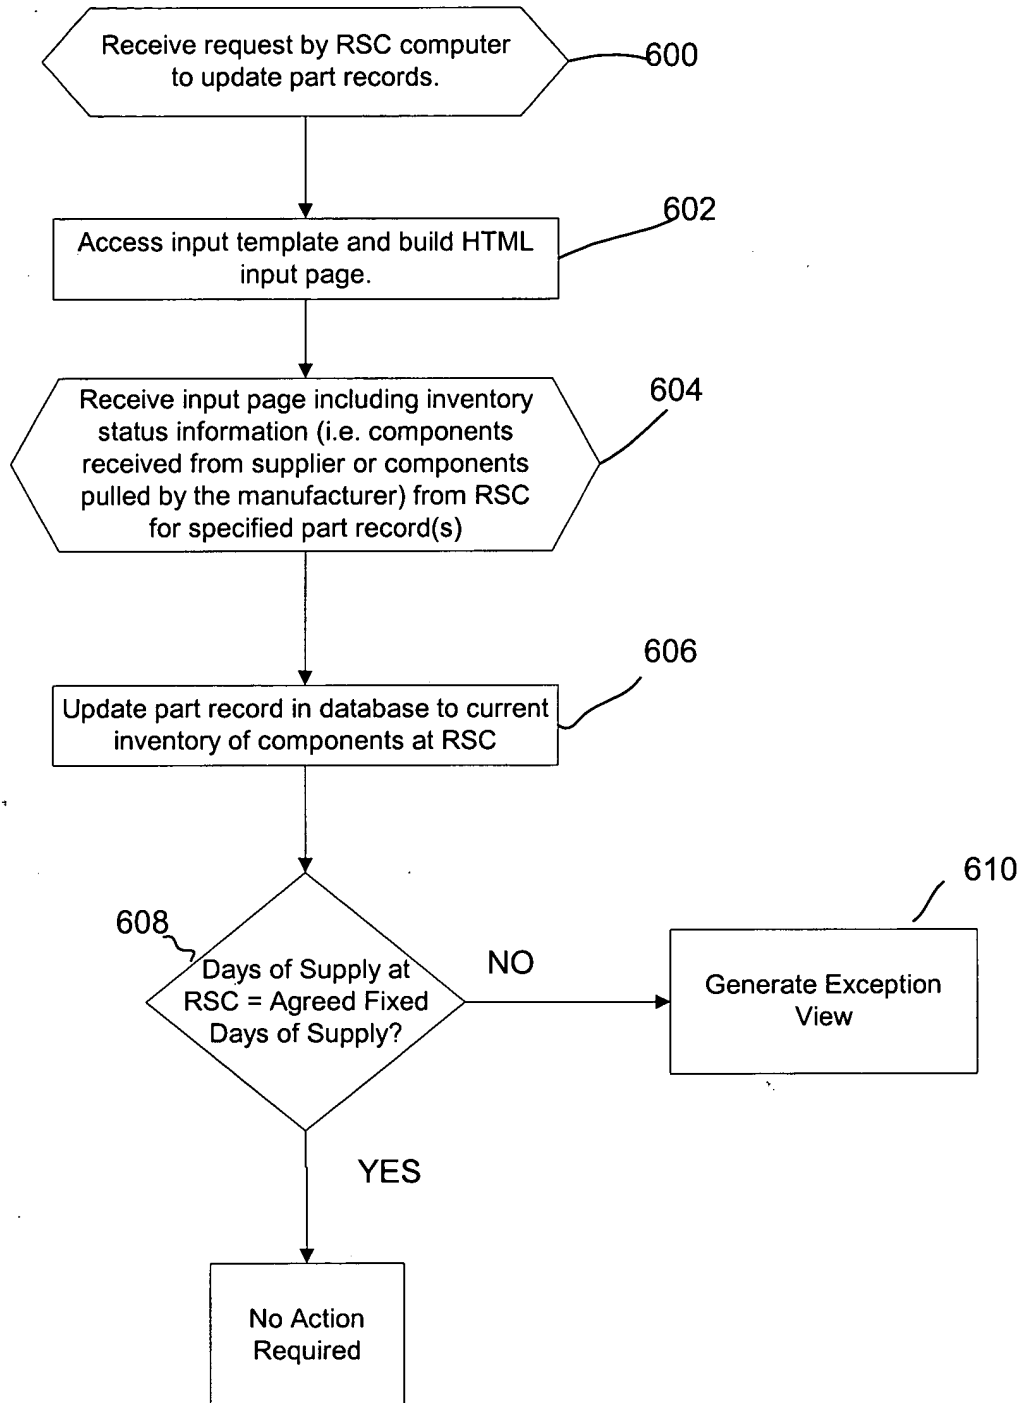 Receive request by RSC computer
to update part records.
600
602
Access input template and build HTML
input page.
604
Receive input page including inventory
status information (i.e. components
received from supplier or components
pulled by the manufacturer) from RSC
for specified part record(s)
606
Update part record in database to current
inventory of components at RSC
608
Days of Supply at
RSC = Agreed Fixed
Days of Supply?
NO
610
Generate Exception
View
YES
No Action
Required